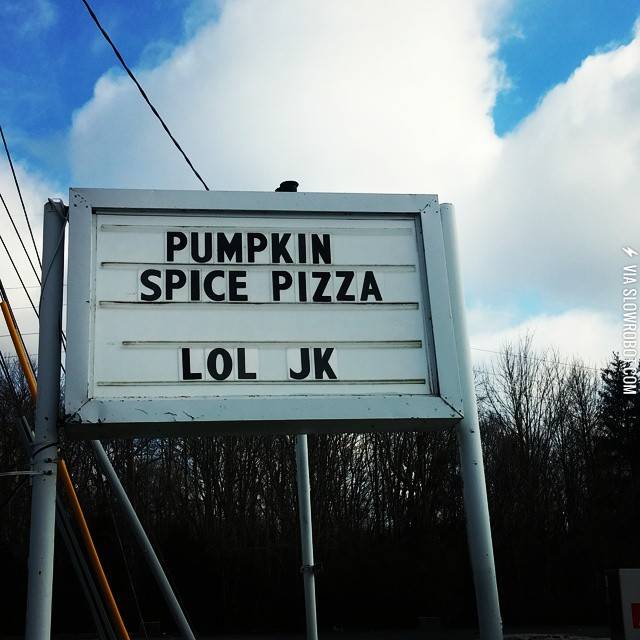 PUMPKIN
SPICE PIZZA
LOL JK
VIA SLOWROBOT.COM